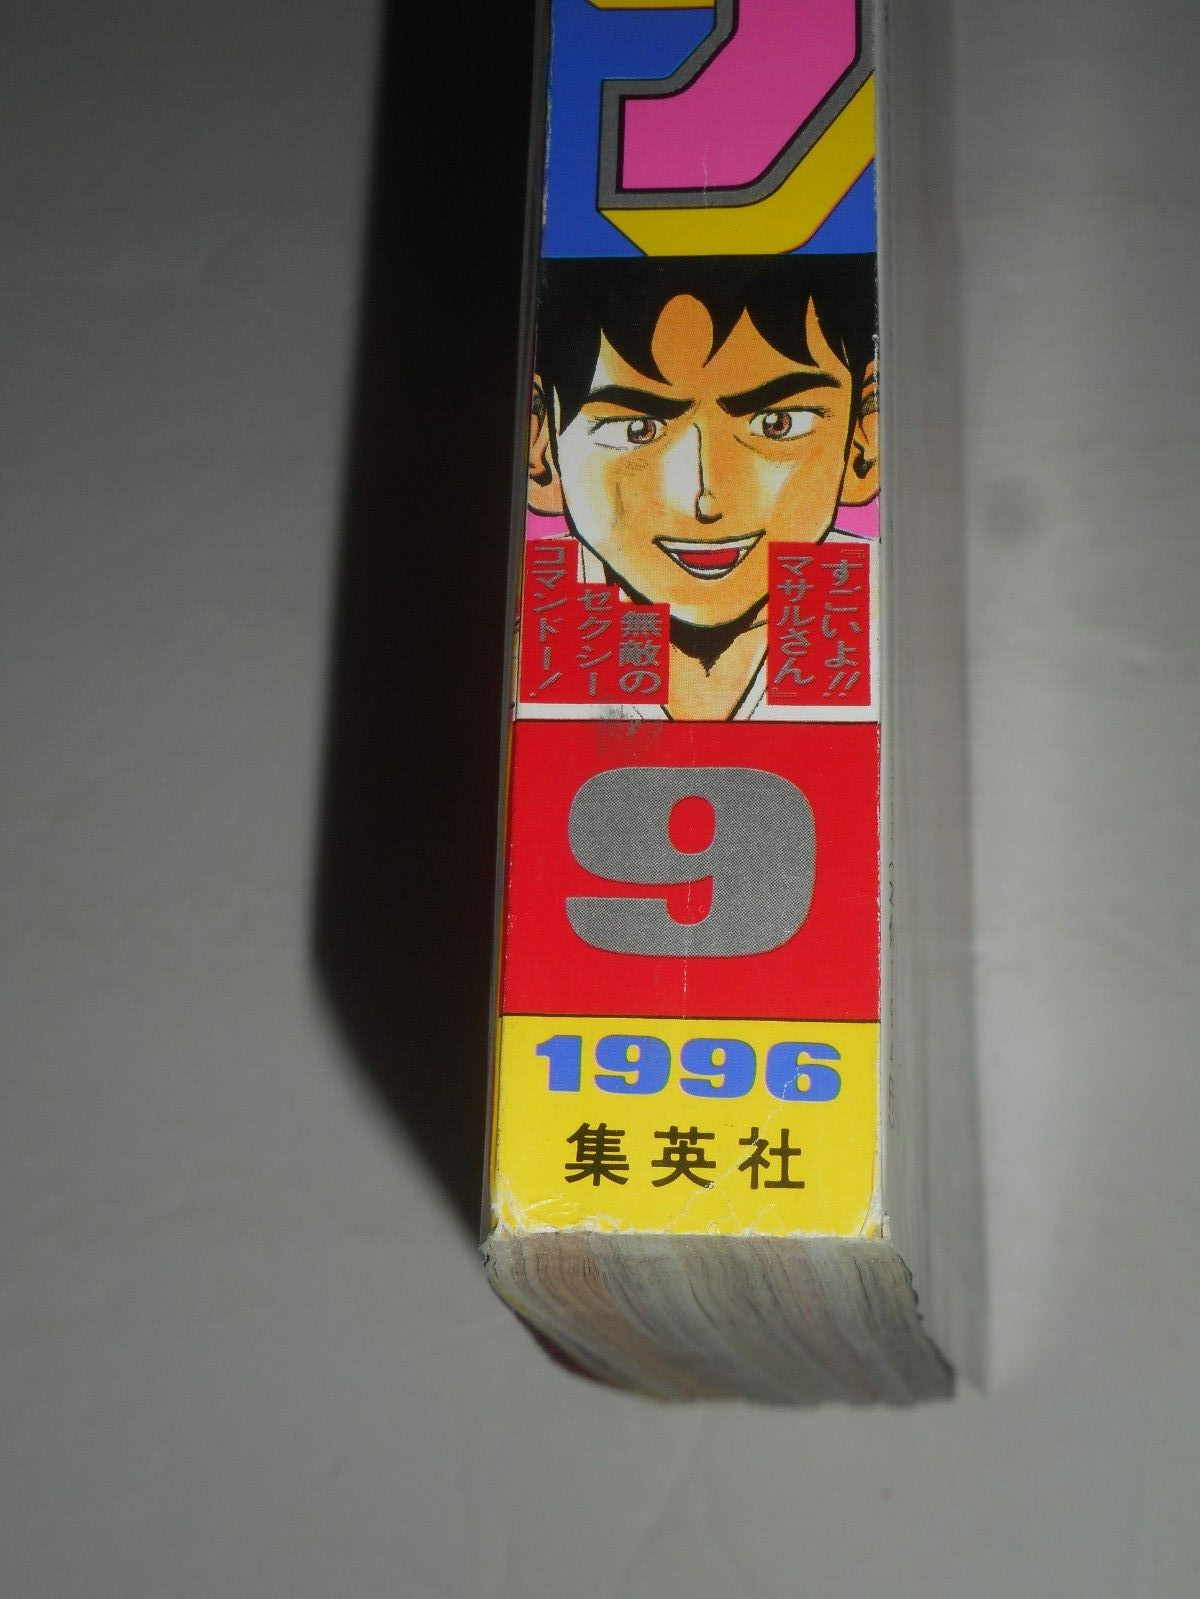 ン
『すごいよ!!
マサルさん』
無敵の
セクシー
コマンドー!
9
1996
集英社